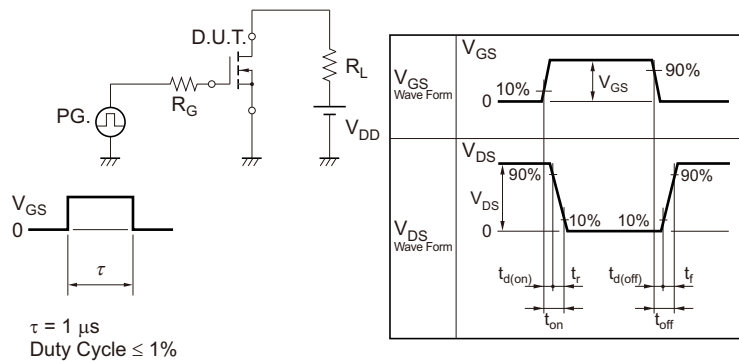 D.U.T.
R_L
R_G
PG.
V_DD
V_GS
0
τ
τ = 1 μs
Duty Cycle ≤ 1%
V_GS
Wave Form
V_GS
10%
V_GS
90%
0
V_DS
Wave Form
V_DS
90%
90%
V_DS
10%
10%
0
t_d(on)
t_r
t_d(off)
t_f
t_on
t_off